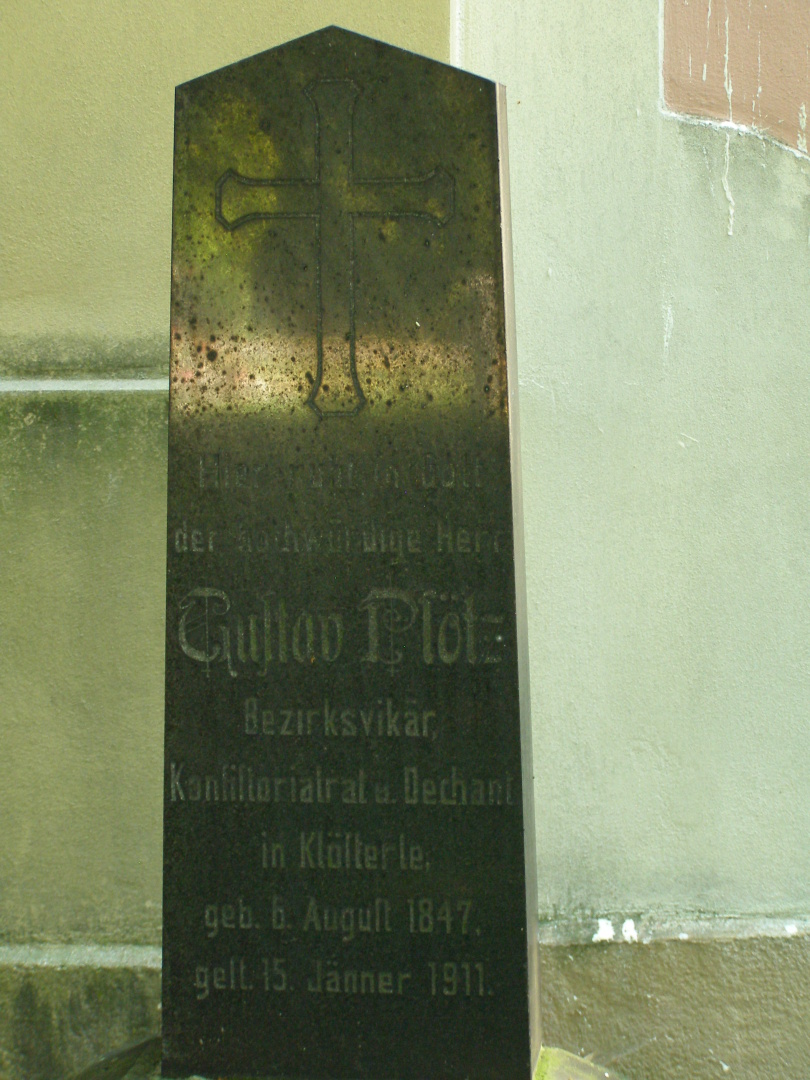 Hier ruht in Gott
der hochwürdige Herr
Gustav Plötz
Bezirksvikär,
Konsistorialrat u. Dechant
in Klösterle,
geb. 6. August 1847,
gest. 15. Jänner 1911.